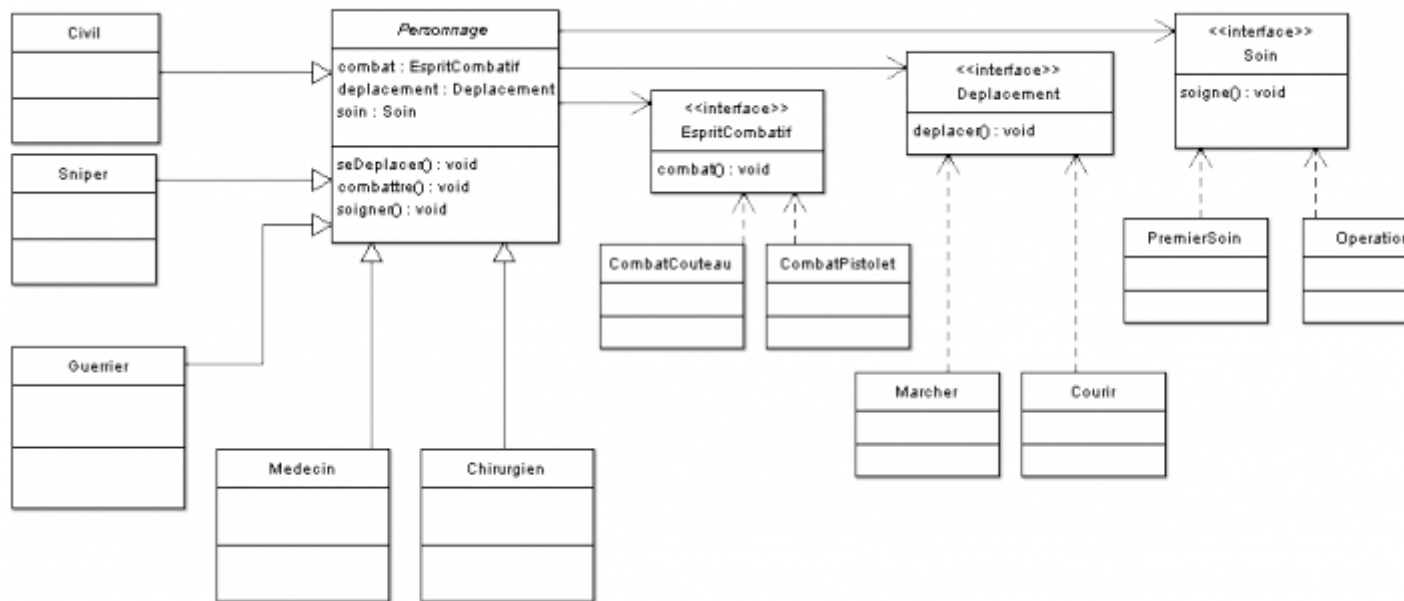 Civil
Personnage
combat : EspritCombatif
deplacement : Deplacement
soin : Soin
seDeplacer() : void
combattre() : void
soigner() : void
<<interface>>
Soin
soigne() : void
<<interface>>
Deplacement
deplacer() : void
<<interface>>
EspritCombatif
combat() : void
Sniper
Guerrier
CombatCouteau
CombatPistolet
PremierSoin
Operation
Marcher
Courir
Medecin
Chirurgien